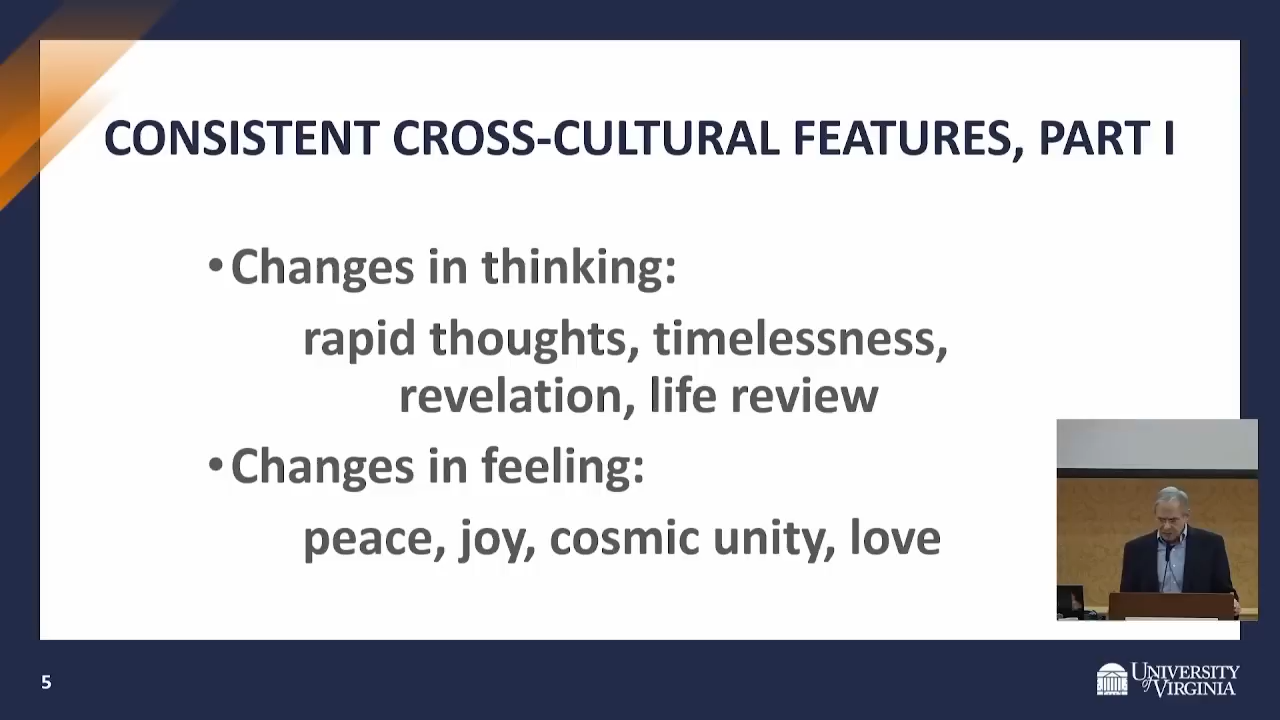 CONSISTENT CROSS-CULTURAL FEATURES, PART I
•Changes in thinking:
rapid thoughts, timelessness,
revelation, life review
•Changes in feeling:
peace, joy, cosmic unity, love
5
UNIVERSITY
of VIRGINIA